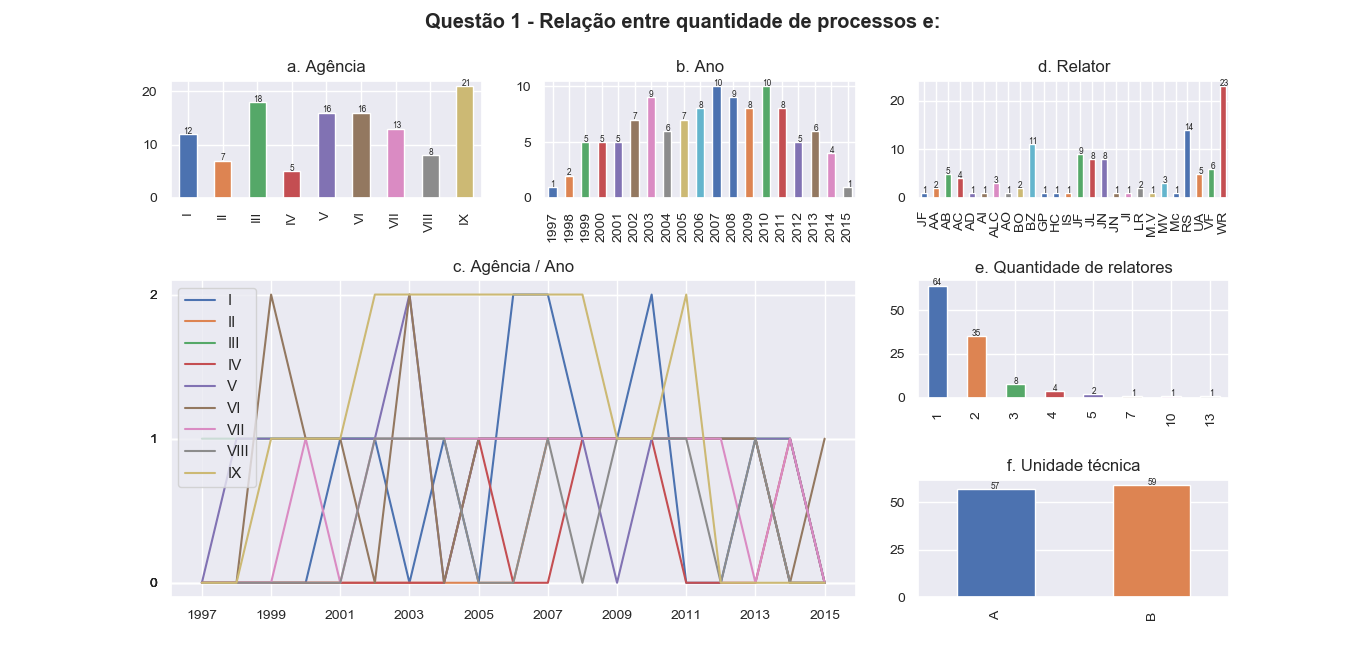 Questão 1 - Relação entre quantidade de processos e:
a. Agência
20
10
0
12
7
18
5
16
16
13
8
21
I
II
III
IV
V
VI
VII
VIII
IX
b. Ano
10
5
0
1
2
5
5
5
7
9
6
7
8
10
9
8
10
8
5
6
4
1
1997
1998
1999
2000
2001
2002
2003
2004
2005
2006
2007
2008
2009
2010
2011
2012
2013
2014
2015
d. Relator
20
10
0
1
2
5
4
1
1
3
1
2
11
1
1
1
9
8
8
1
1
2
1
3
1
14
5
6
23
JF
AA
AB
AC
AD
AI
ALC
AO
BO
BZ
GP
HC
IS
JF
JL
JN
JN
JI
LR
M.V
MV
Mc
RS
UA
VF
WR
c. Agência / Ano
2
1
0
I
II
III
IV
V
VI
VII
VIII
IX
1997
1999
2001
2003
2005
2007
2009
2011
2013
2015
e. Quantidade de relatores
50
25
0
64
35
8
4
2
1
1
1
1
2
3
4
5
7
10
13
f. Unidade técnica
50
25
0
57
59
A
B